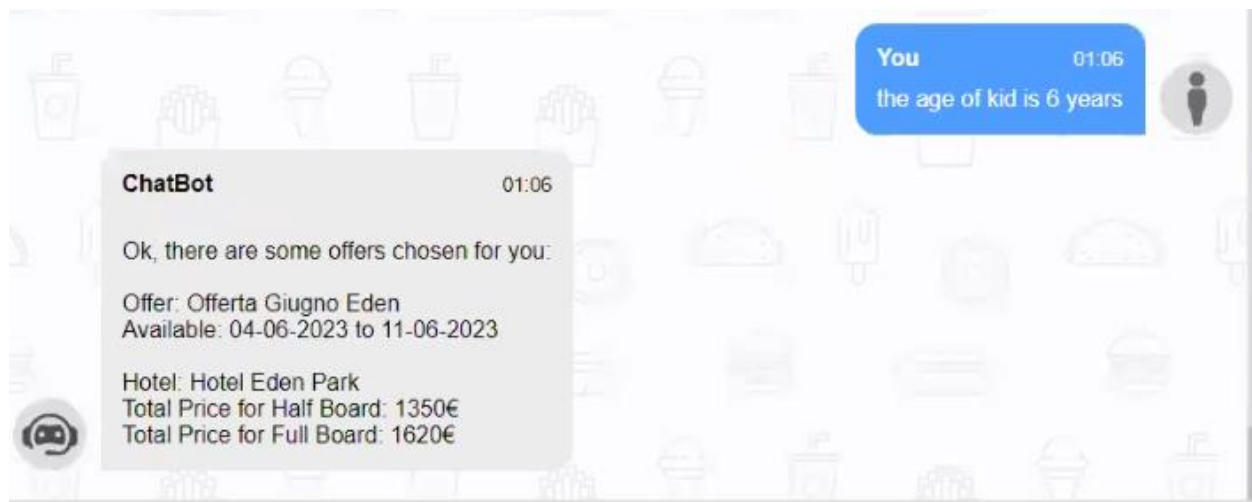 You 01:06
the age of kid is 6 years
ChatBot 01:06
Ok, there are some offers chosen for you:
Offer: Offerta Giugno Eden
Available: 04-06-2023 to 11-06-2023
Hotel: Hotel Eden Park
Total Price for Half Board: 1350€
Total Price for Full Board: 1620€